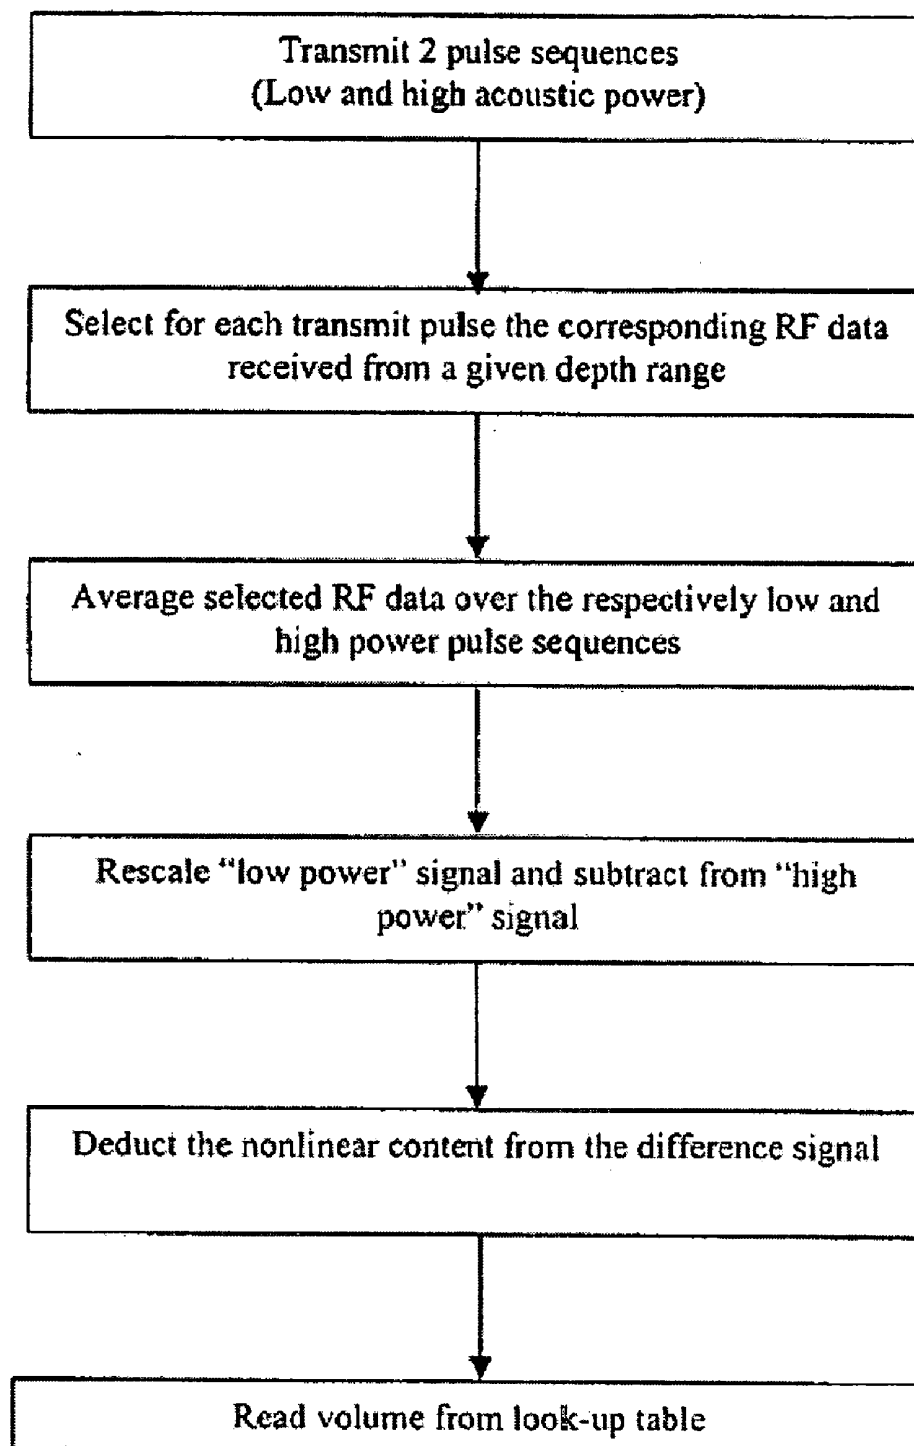 Transmit 2 pulse sequences
(Low and high acoustic power)
Select for each transmit pulse the corresponding RF data
received from a given depth range
Average selected RF data over the respectively low and
high power pulse sequences
Rescale “low power” signal and subtract from “high
power” signal
Deduct the nonlinear content from the difference signal
Read volume from look-up table